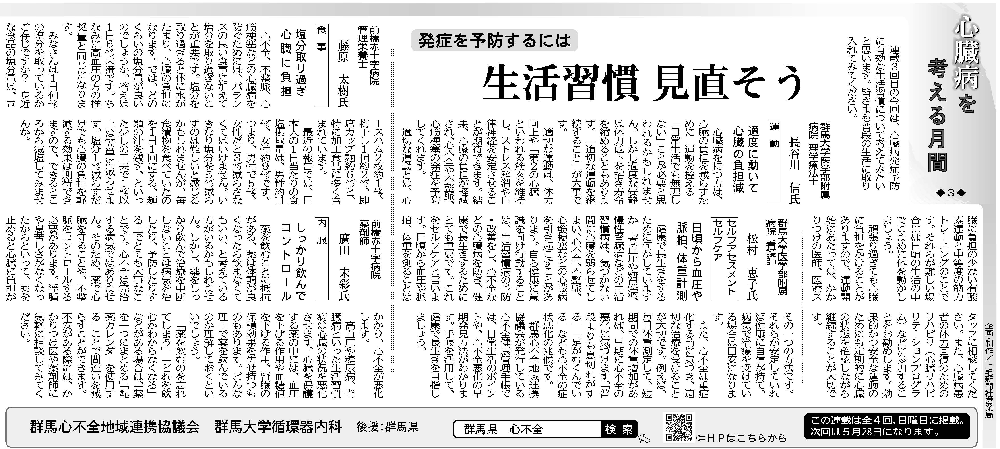 心臓病を
考える月間
◆3◆
連載3回目の今回は、心臓病発症予防
に有効な生活習慣について考えてみたい
と思います。皆さまも普段の生活に取り
入れてみてください。
発症を予防するには
生活習慣 見直そう
群馬大学医学部附属
病院 理学療法士
長谷川 信氏
運動
適度に動いて
心臓の負担減
心臓病を持つ方は、
心臓の負担を減らすた
めに「運動を控える」
「日常生活でも無理し
ない」ことが必要と思
われるかもしれませ
ん。しかし過度な安静
は体力低下を招き寿命
を縮めることもありま
す。「適切な運動を継
続すること」が大事で
す。
適切な運動は、体力
向上や「第2の心臓」
といわれる筋肉を維持
し、ストレス解消や自
律神経を安定させるこ
とが期待できます。結
果、心臓の負担が軽減
され、心不全や不整脈、
心筋梗塞の発症を予防
してくれます。
適切な運動とは、心
臓に負担の少ない有酸
素運動と中等度の筋力
トレーニングのことで
す。それらが難しい場
合には日頃の生活の中
でこまめに体を動かし
ましょう。
頑張り過ぎても心臓
に負担をかけることが
ありますので、運動開
始にあたっては、かか
りつけの医師、医療ス
タッフに相談してくだ
さい。また、心臓病患
者の体力回復のための
リハビリ（心臓リハビ
リテーションプログラ
ム）などに参加するこ
とをお勧めします。効
果的かつ安全な運動の
ためにも定期的に心臓
の状態を確認しながら
継続することが大切で
す。
群馬大学医学部附属
病院 看護師
松村 恵子氏
セルフアセスメント
セルフケア
日頃から血圧や
脈拍、体重計測
健康で長生きをする
ために何かしています
か―。高血圧や糖尿病、
慢性腎臓病などの生活
習慣病は、気づかない
間に心臓を弱らせてし
まい、心不全、不整脈、
心筋梗塞などの心臓病
を引き起こすことがあ
ります。自ら健康に意
識を向け行動すること
は、生活習慣病の予防
・改善をし、心不全な
どの心臓病を防ぎ、健
康で長生きするために
とても重要です。これ
をセルフケアと言いま
す。日頃から血圧や脈
拍、体重を測ることは
その一つの方法です。
それらが安定していれ
ば健康に自信が持て、
病気で治療を受けてい
る場合は目安になりま
す。
また、心不全は重症
化する前に気づき、適
切な治療を受けること
が大切です。例えば、
毎日体重測定して、短
期間での体重増加があ
れば、早期に心不全の
悪化に気づけます。「普
段よりも息切れがす
る」「足がむくんでい
る」なども心不全の症
状悪化の兆候です。
群馬心不全地域連携
協議会が発行している
心不全健康管理手帳で
は、日常生活のポイン
トや、心不全悪化の早
期発見方法がわかりま
す。手帳を活用して、
健康で長生きを目指し
ましょう。
前橋赤十字病院
管理栄養士
藤原 太樹氏
食事
塩分取り過ぎ
心臓に負担
心不全、不整脈、心
筋梗塞などの心臓病を
防ぐためには、バラン
スの良い食事に加えて
塩分を取り過ぎないこ
とが重要です。塩分を
取り過ぎると体に水が
たまり、心臓の負担に
なります。では、どの
くらいの塩分量が良い
のでしょうか。答えは
1日6㌘未満です。ち
なみに高血圧の方の推
奨量と同じになりま
す。
みなさんは1日何㌘
の塩分を取っているか
ご存じですか？ 身近
な食品の塩分量は、ロ
ースハム2枚約1㌘、
梅干し1個約2㌘、即
席カップ麺約6㌘と、
特に加工食品に多く含
まれています。
最近の報告では、日
本人の1日当たりの食
塩摂取量は、男性約11
㌘、女性約9㌘です。
つまり、男性で5㌘、
女性だと3㌘減らさな
くてはいけません。い
きなり塩分を5㌘減ら
すのは難しいと感じる
かもしれませんが、毎
食漬物を食べていたの
を1日1回にする、麺
類の汁を残す、といっ
た少しの工夫で1㌘以
上は簡単に減らせま
す。塩分1㌘減らすだ
けでも心臓の負担を軽
減する効果は期待でき
ますので、できるとこ
ろから減塩してみませ
んか。
前橋赤十字病院
薬剤師
廣田 未彩氏
内服
しっかり飲んで
コントロール
薬を飲むことに抵抗
がある、薬は体調が良
くなったら飲まなくて
もいい、と考えている
方がいるかもしれませ
ん。しかし、薬をしっ
かり飲んで治療を中断
しないことは病気を治
したり、予防したりす
る上でとても大事なこ
とです。心不全は完治
する病気ではありませ
ん。そのため、薬で心
臓を守ることや、不整
脈をコントロールする
必要があります。浮腫
や息苦しさがなくなっ
たからといって、薬を
止めると心臓に負担が
かかり、心不全が悪化
します。
高血圧や糖尿病、腎
臓病といった生活習慣
病は心臓の状況を悪化
させます。心臓を保護
する薬の中には、血圧
を下げる作用や血糖値
を下げる作用、腎臓の
保護効果を併せ持つも
のもあります。どんな
理由で薬を飲んでいる
のか理解しておくとい
いでしょう。
「薬を飲むのを忘れ
てしまう」「どれを飲
むかわからなくなる」
などがある場合は、「薬
を一つにまとめる」「配
薬カレンダーを使用す
る」ことで間違いを減
らすことができます。
不安がある際には、か
かりつけ医や薬剤師に
気軽に相談してみてく
ださい。
企画・制作／上毛新聞社営業局
群馬心不全地域連携協議会 群馬大学循環器内科 後援：群馬県
群馬県 心不全 検索
⇦ＨＰはこちらから
この連載は全４回、日曜日に掲載。
次回は５月28日になります。